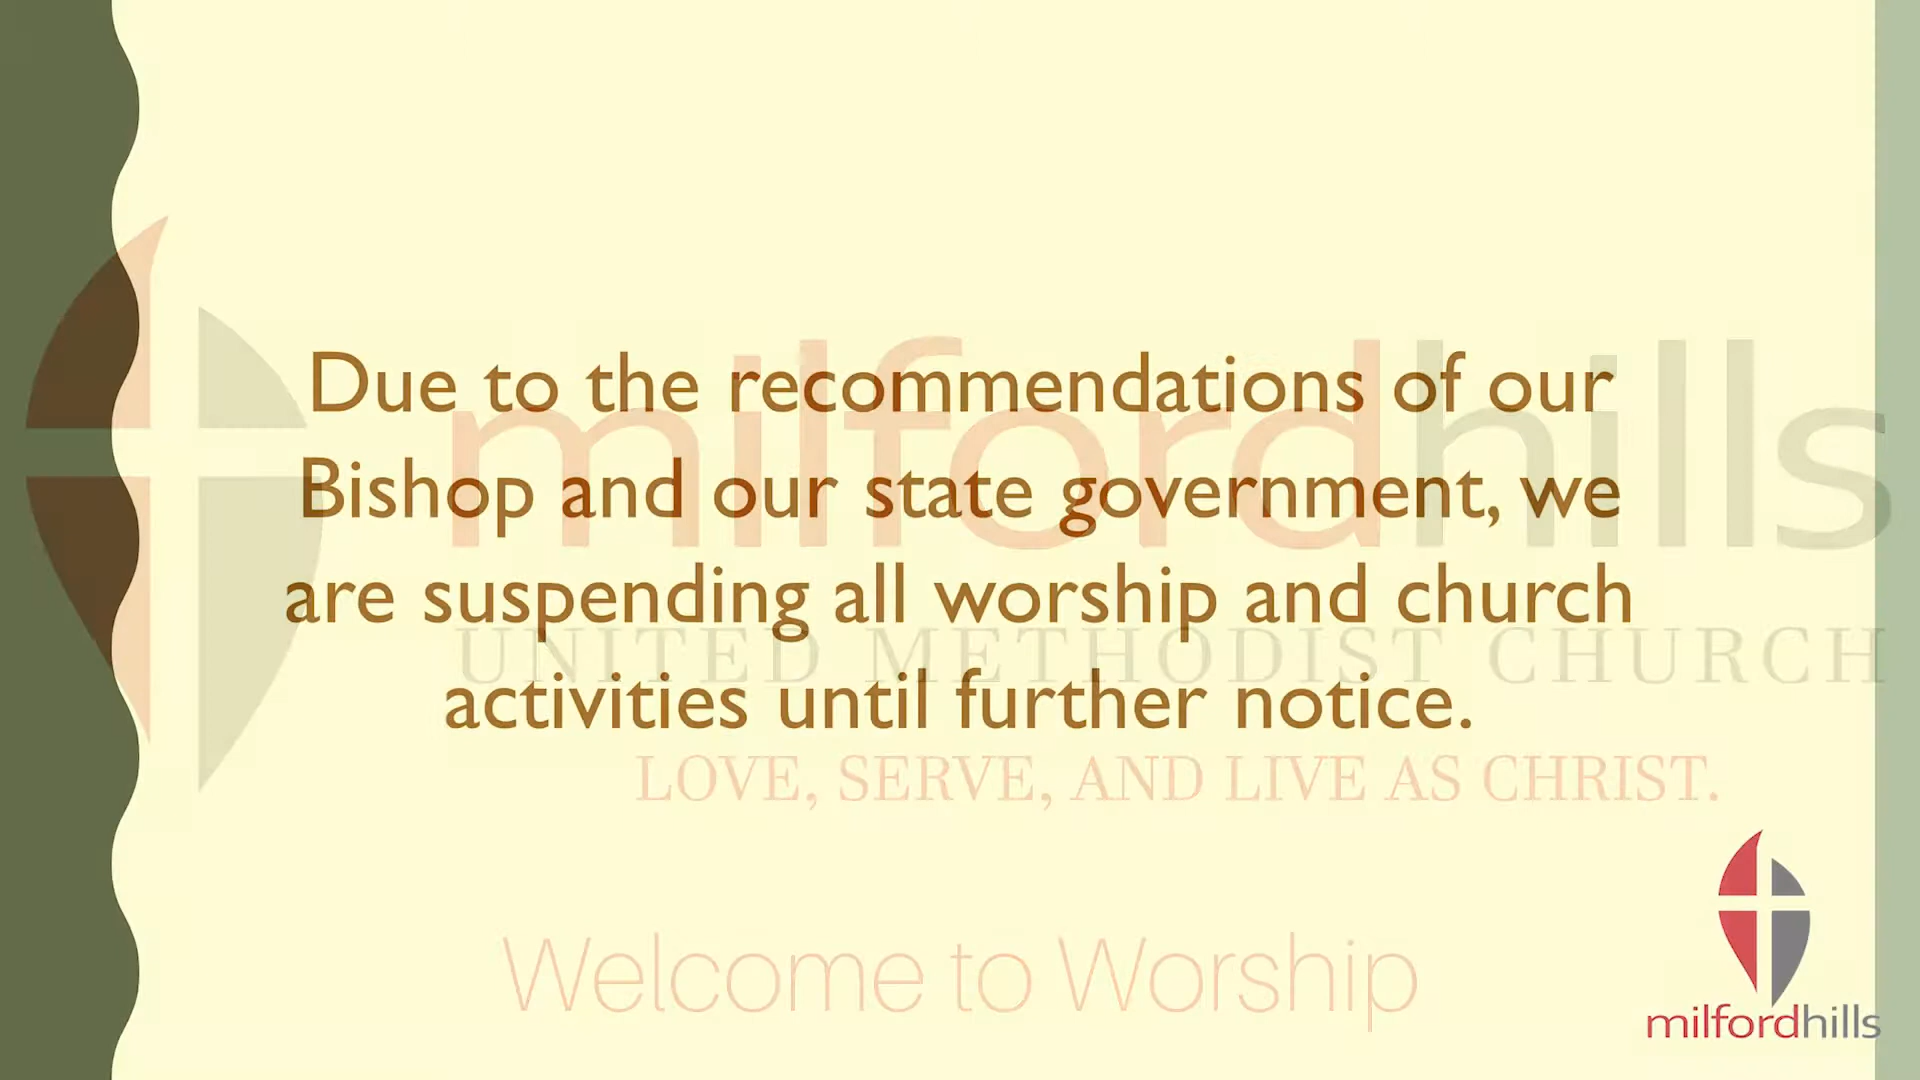 milfordhills
Due to the recommendations of our
Bishop and our state government, we
are suspending all worship and church
activities until further notice.
UNITED METHODIST CHURCH
LOVE, SERVE, AND LIVE AS CHRIST.
Welcome to Worship
milfordhills